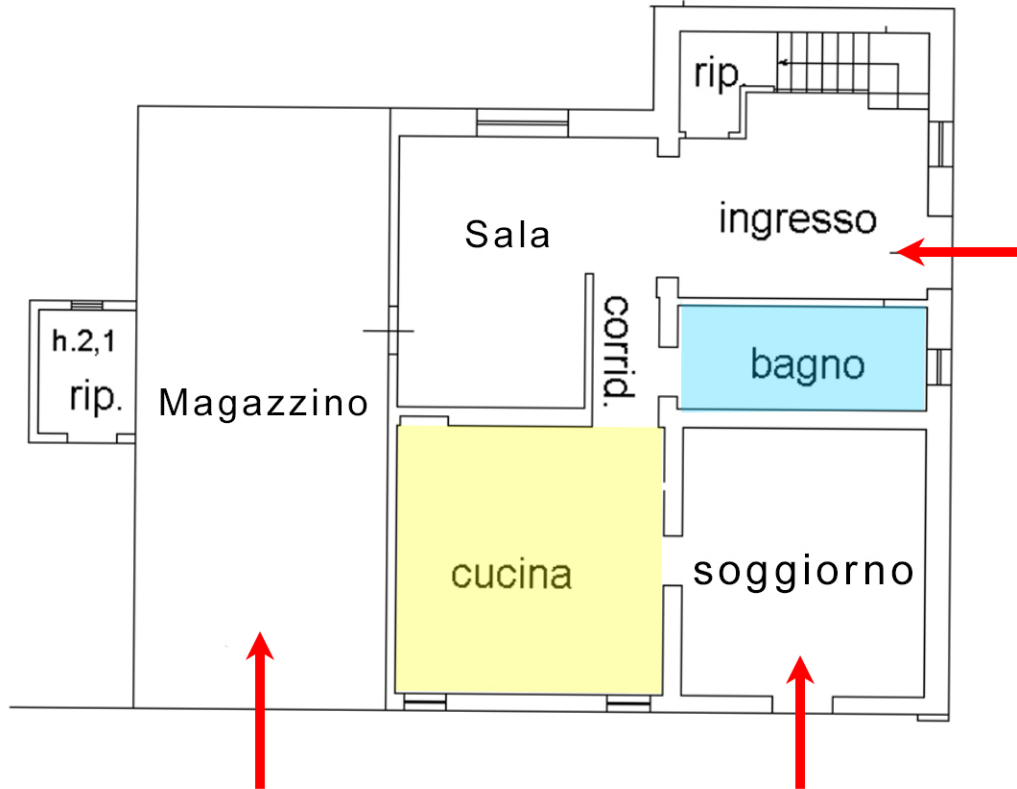 rip.
ingresso
Sala
corrid.
h.2,1
rip.
Magazzino
bagno
cucina
soggiorno